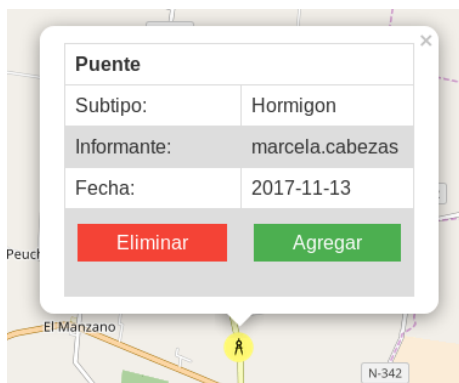 ×
Puente
Subtipo: Hormigon
Informante: marcela.cabezas
Fecha: 2017-11-13
Eliminar Agregar
Peuch
El Manzano
N-342